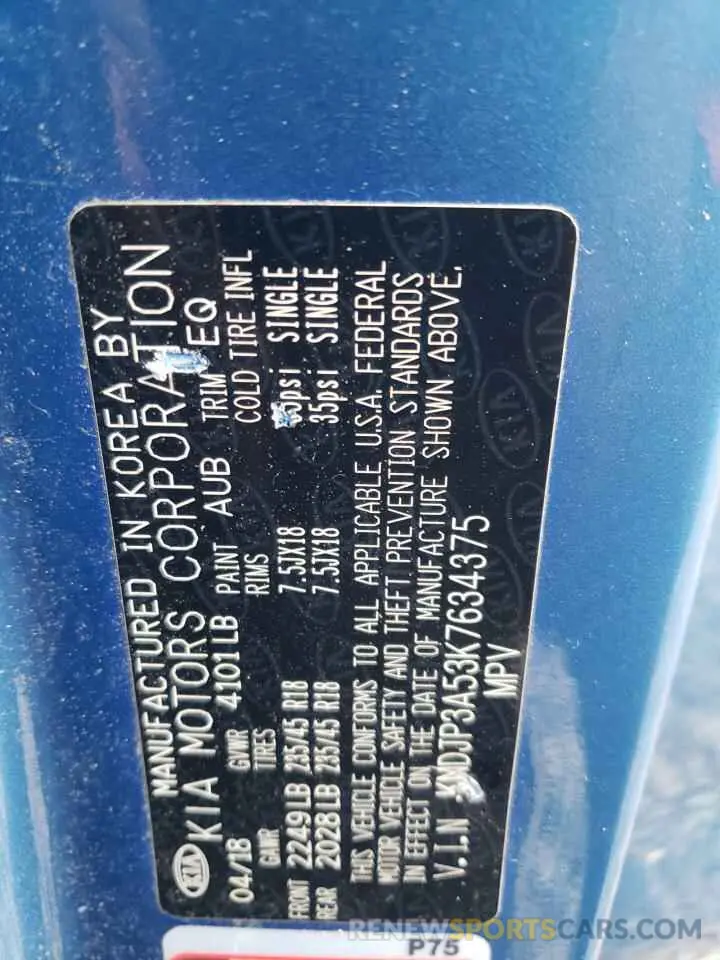 MANUFACTURED IN KOREA BY
KIA KIA MOTORS CORPORATION
04/18 GVWR 4101LB PAINT AUB TRIM EQ
GAWR TIRES RIMS COLD TIRE INFL
FRONT 2249LB 235/45 R18 7.5JX18 35psi SINGLE
REAR 2028LB 235/45 R18 7.5JX18 35psi SINGLE
THIS VEHICLE CONFORMS TO ALL APPLICABLE U.S.A. FEDERAL
MOTOR VEHICLE SAFETY AND THEFT PREVENTION STANDARDS
IN EFFECT ON THE DATE OF MANUFACTURE SHOWN ABOVE.
V.I.N :KNDJP3A53K7634375
MPV
P75
RENEWSPORTSCARS.COM